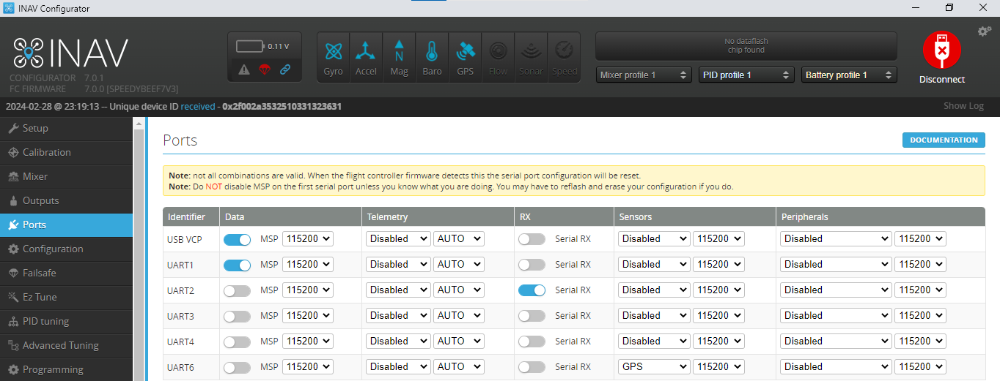 INAV Configurator
INAV
CONFIGURATOR 7.0.1
FC FIRMWARE 7.0.0 [SPEEDYBEEF7V3]
0.11 V
Gyro Accel Mag Baro GPS Flow Sonar Speed
No dataflash
chip found
Mixer profile 1 PID profile 1 Battery profile 1
Disconnect
2024-02-28 @ 23:19:13 -- Unique device ID received - 0x2f002a3532510331323631
Show Log
Setup
Calibration
Mixer
Outputs
Ports
Configuration
Failsafe
Ez Tune
PID tuning
Advanced Tuning
Programming
Ports
DOCUMENTATION
Note: not all combinations are valid. When the flight controller firmware detects this the serial port configuration will be reset.
Note: Do NOT disable MSP on the first serial port unless you know what you are doing. You may have to reflash and erase your configuration if you do.
Identifier Data Telemetry RX Sensors Peripherals
USB VCP MSP 115200 Disabled AUTO Serial RX Disabled 115200 Disabled 115200
UART1 MSP 115200 Disabled AUTO Serial RX Disabled 115200 Disabled 115200
UART2 MSP 115200 Disabled AUTO Serial RX Disabled 115200 Disabled 115200
UART3 MSP 115200 Disabled AUTO Serial RX Disabled 115200 Disabled 115200
UART4 MSP 115200 Disabled AUTO Serial RX Disabled 115200 Disabled 115200
UART6 MSP 115200 Disabled AUTO Serial RX GPS 115200 Disabled 115200